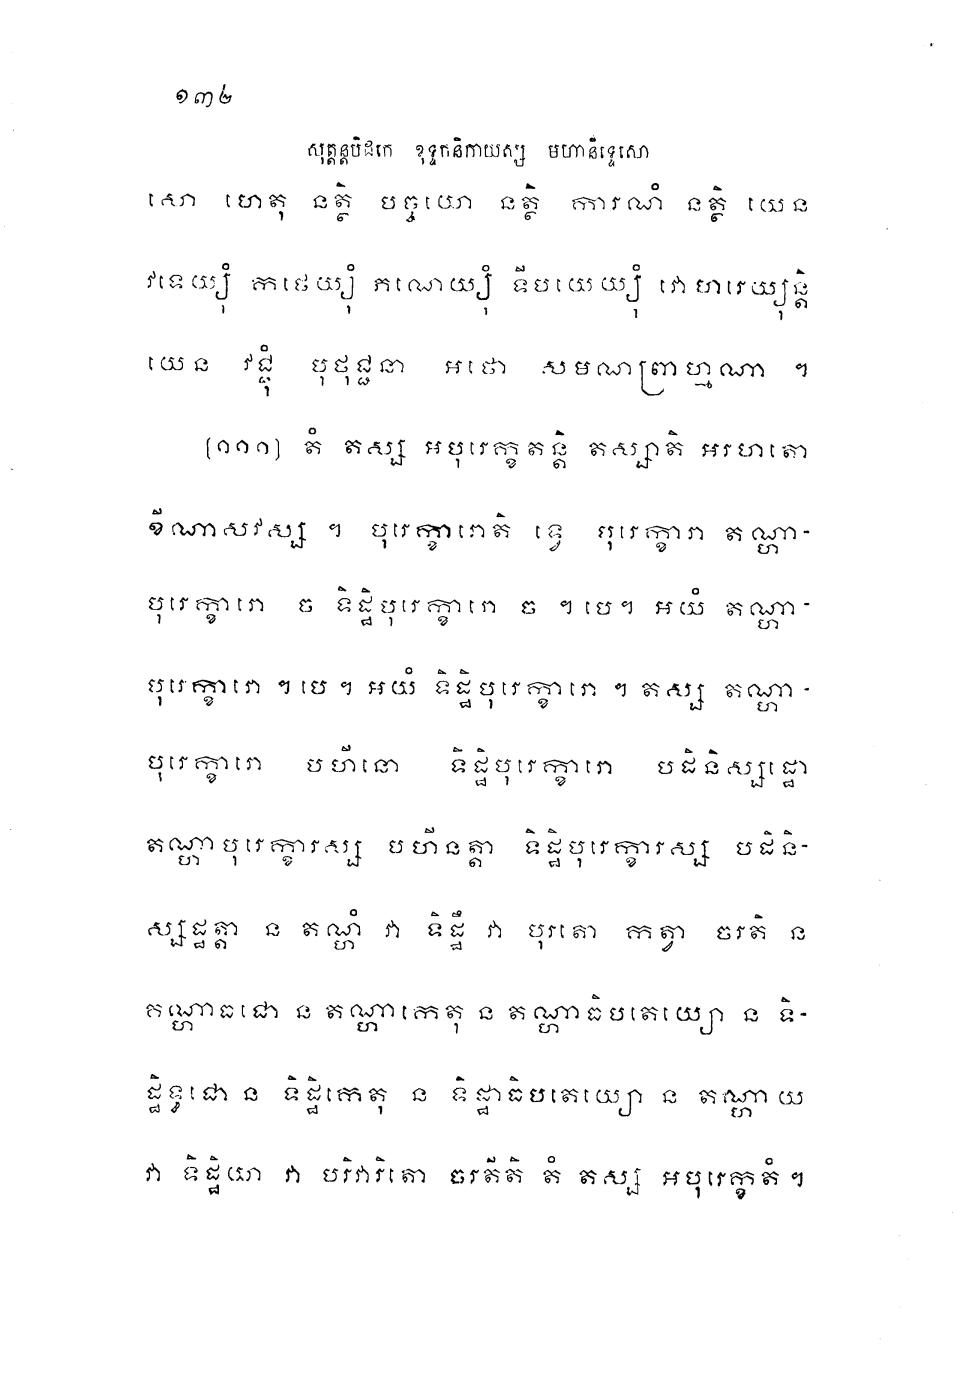 ១៣២
សុត្តន្តបិដកេ ខុទ្ទកនិកាយស្ស មហានិទ្ទេសោ
សោ ហេតុ នត្ថិ បច្ចយោ នត្ថិ ការណំ នត្ថិ យេន
វទេយ្យុំ កថេយ្យុំ ភណេយ្យុំ ទីបយេយ្យុំ វោហារេយ្យុន្តិ
យេន វជ្ជុំ បុថុជ្ជនា អថោ សមណព្រាហ្មណា ។
(១១១) តំ តស្ស អបុរេក្ខតន្តិ តស្សាតិ អរហតោ
ខីណាសវស្ស ។ បុរេក្ខារោតិ ទ្វេ បុរេក្ខារា តណ្ហា-
បុរេក្ខារោ ច ទិដ្ឋិបុរេក្ខារោ ច ។បេ។ អយំ តណ្ហា-
បុរេក្ខារោ ។បេ។ អយំ ទិដ្ឋិបុរេក្ខារោ ។ តស្ស តណ្ហា-
បុរេក្ខារោ បហីនោ ទិដ្ឋិបុរេក្ខារោ បដិនិស្សដ្ឋោ
តណ្ហាបុរេក្ខារស្ស បហីនត្តា ទិដ្ឋិបុរេក្ខារស្ស បដិនិ-
ស្សដ្ឋត្តា ន តណ្ហំ វា ទិដ្ឋឹ វា បុរតោ កត្វា ចរតិ ន
តណ្ហាធជោ ន តណ្ហាកេតុ ន តណ្ហាធិបតេយ្យោ ន ទិ-
ដ្ឋិទ្ធជោ ន ទិដ្ឋិកេតុ ន ទិដ្ឋាធិបតេយ្យោ ន តណ្ហាយ
វា ទិដ្ឋិយា វា បរិវារិតោ ចរតីតិ តំ តស្ស អបុរេក្ខតំ។